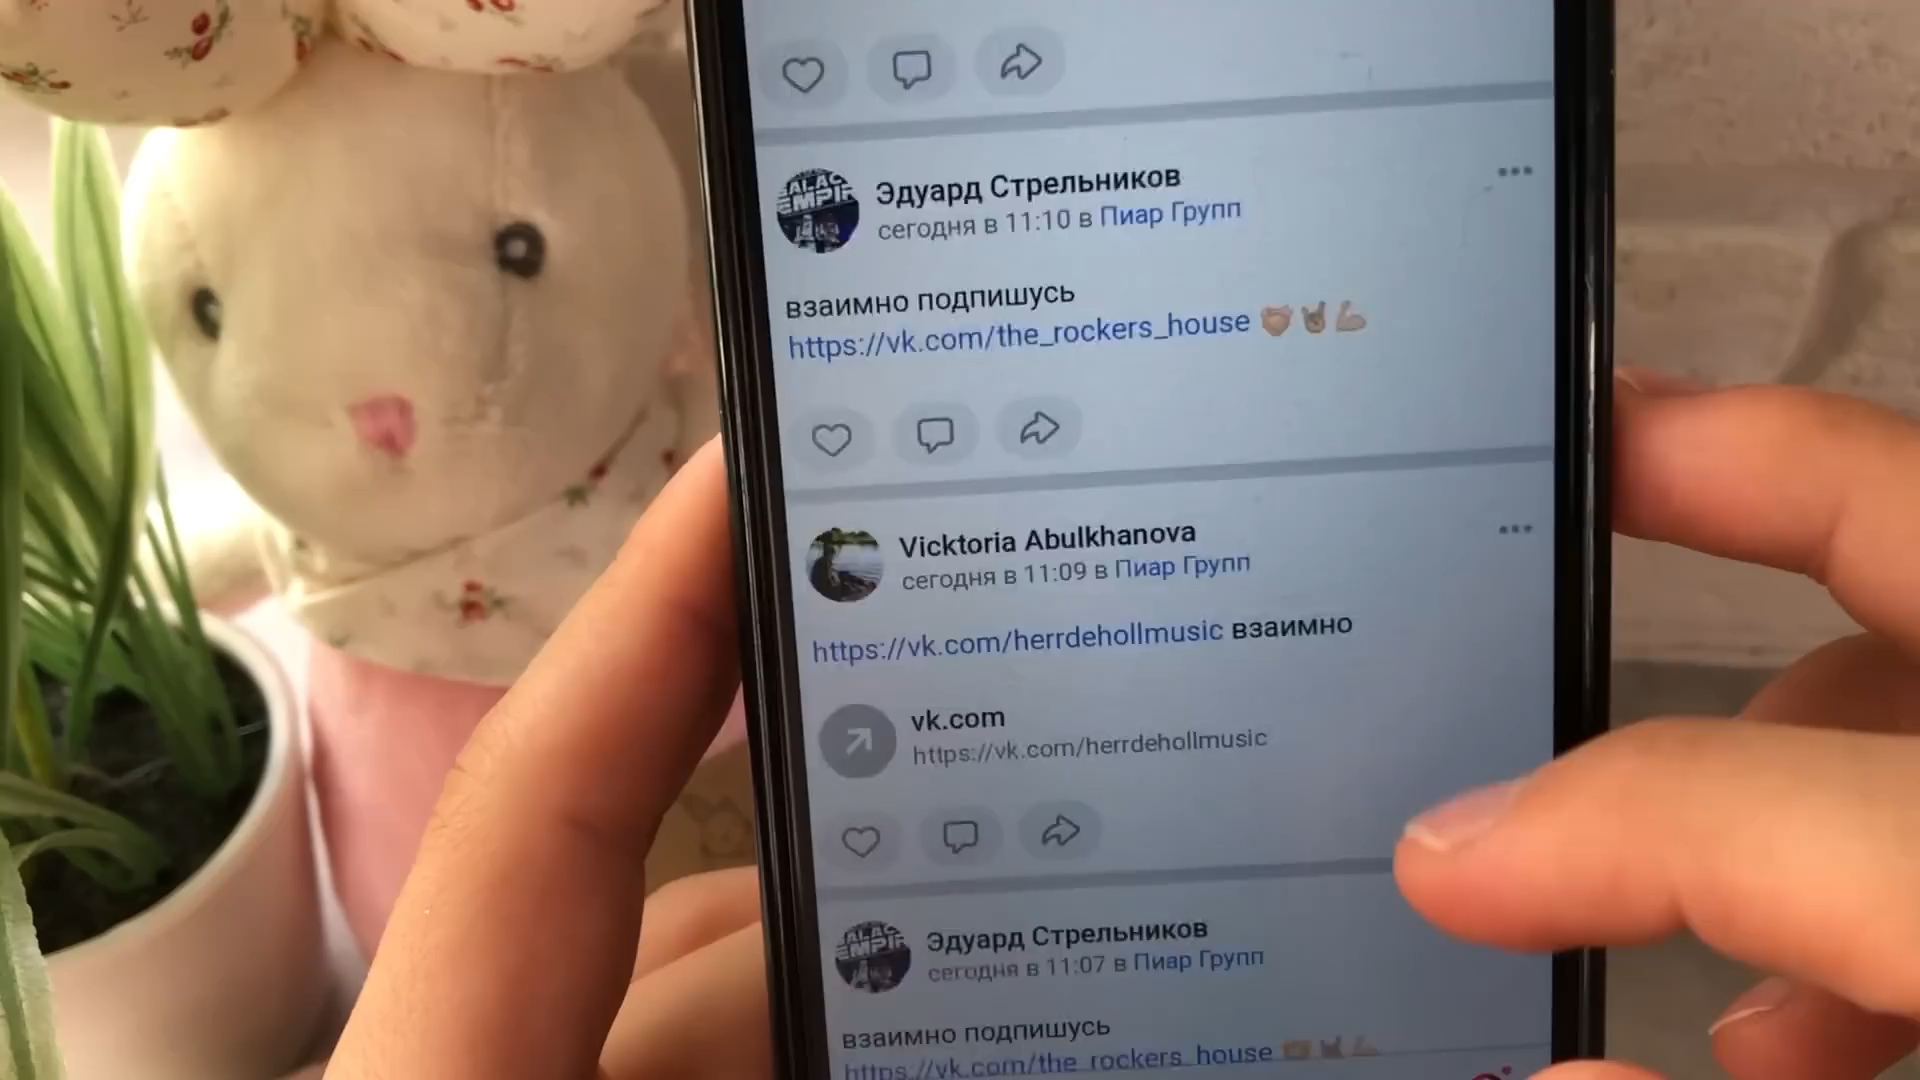 Эдуард Стрельников
сегодня в 11:10 в Пиар Групп
взаимно подпишусь
https://vk.com/the_rockers_house 🤝🤘💪
Vicktoria Abulkhanova
сегодня в 11:09 в Пиар Групп
https://vk.com/herrdehollmusic взаимно
vk.com
https://vk.com/herrdehollmusic
Эдуард Стрельников
сегодня в 11:07 в Пиар Групп
взаимно подпишусь
https://vk.com/the_rockers_house 🤝🤘💪